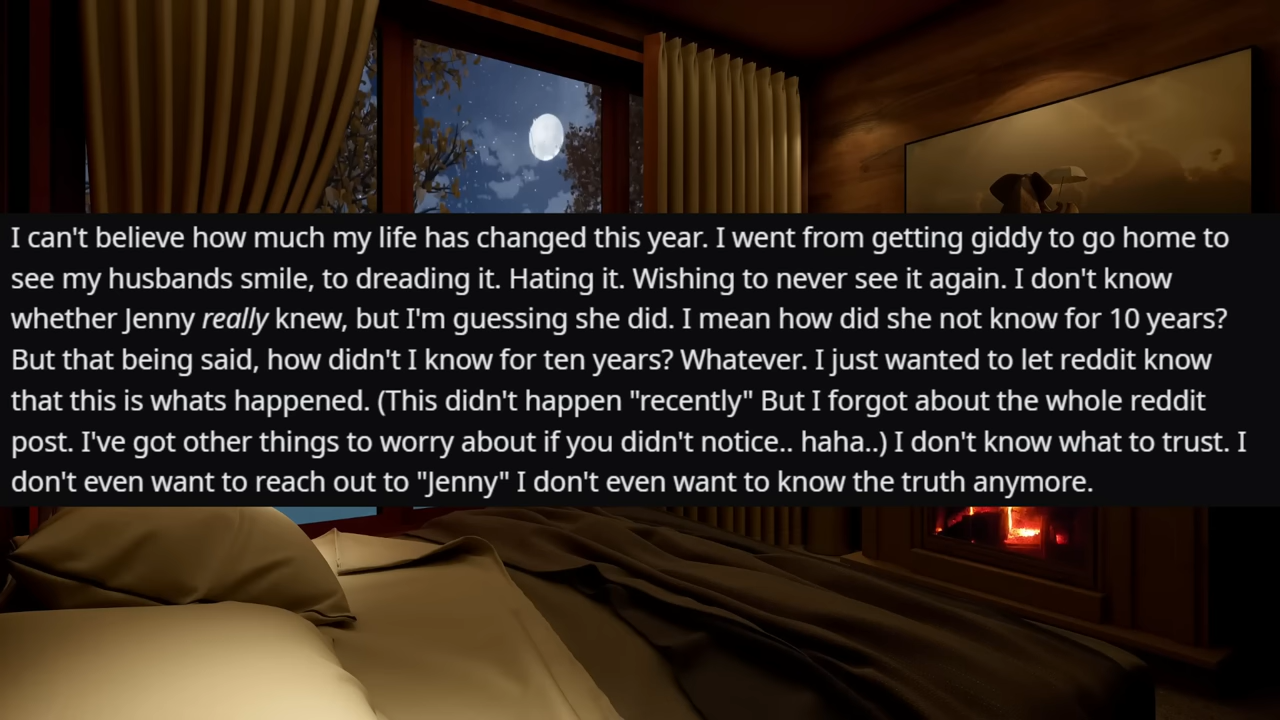 I can't believe how much my life has changed this year. I went from getting giddy to go home to
see my husbands smile, to dreading it. Hating it. Wishing to never see it again. I don't know
whether Jenny really knew, but I'm guessing she did. I mean how did she not know for 10 years?
But that being said, how didn't I know for ten years? Whatever. I just wanted to let reddit know
that this is whats happened. (This didn't happen "recently" But I forgot about the whole reddit
post. I've got other things to worry about if you didn't notice.. haha..) I don't know what to trust. I
don't even want to reach out to "Jenny" I don't even want to know the truth anymore.